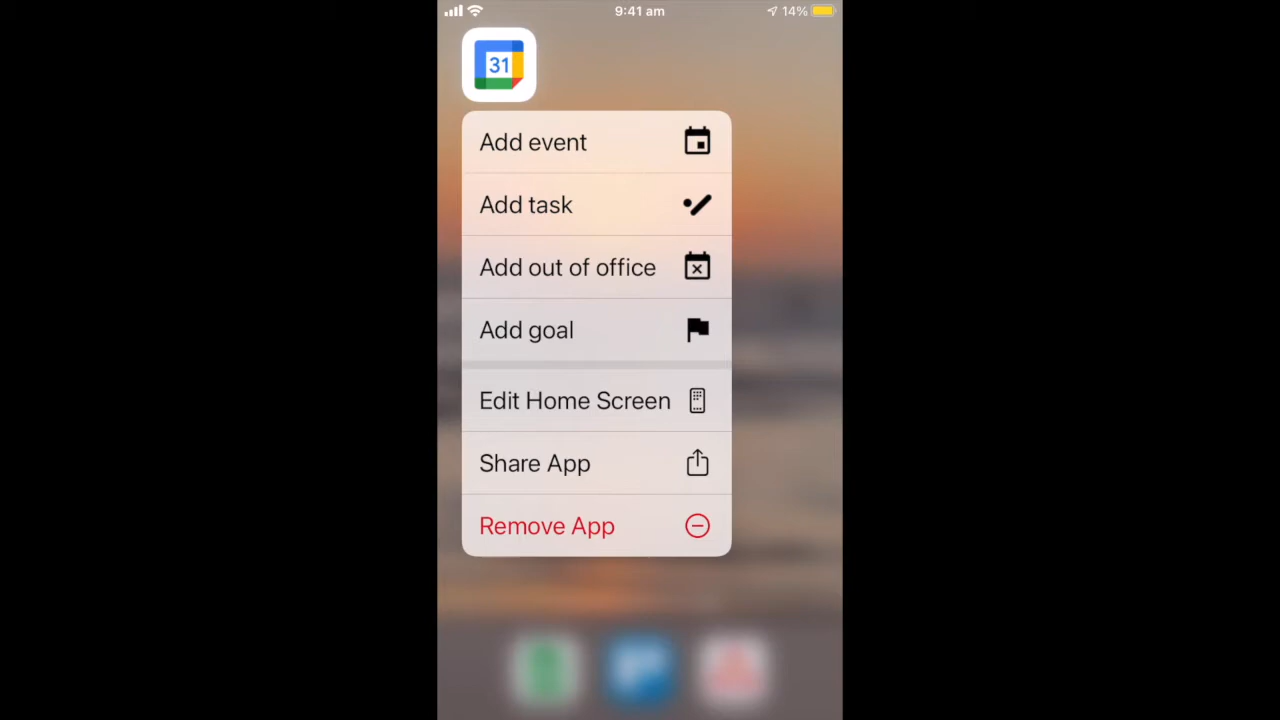 9:41 am
14%
31
Add event
Add task
Add out of office
Add goal
Edit Home Screen
Share App
Remove App